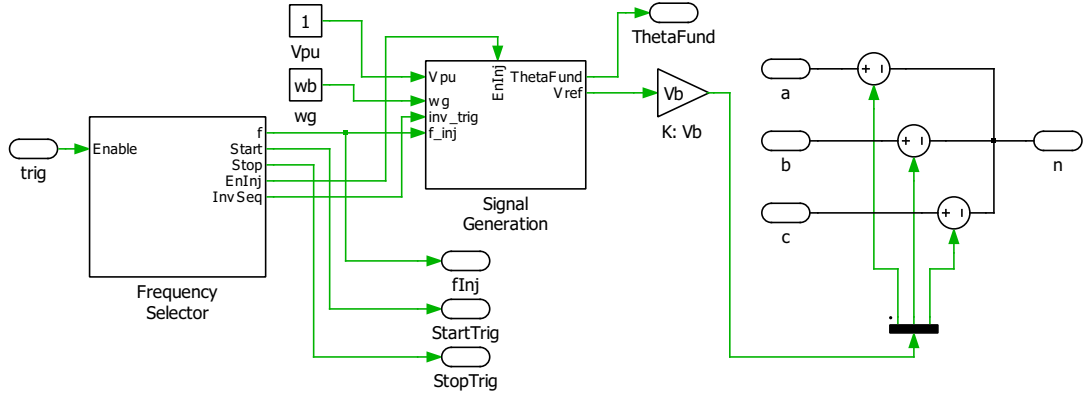 1
Vpu
wb
wg
trig
Enable
f
Start
Stop
EnInj
InvSeq
Frequency
Selector
EnInj
Vpu
wg
inv_trig
f_inj
ThetaFund
Vref
Signal
Generation
ThetaFund
Vb
K: Vb
fInj
StartTrig
StopTrig
a
b
c
n
+ -
+ -
+ -